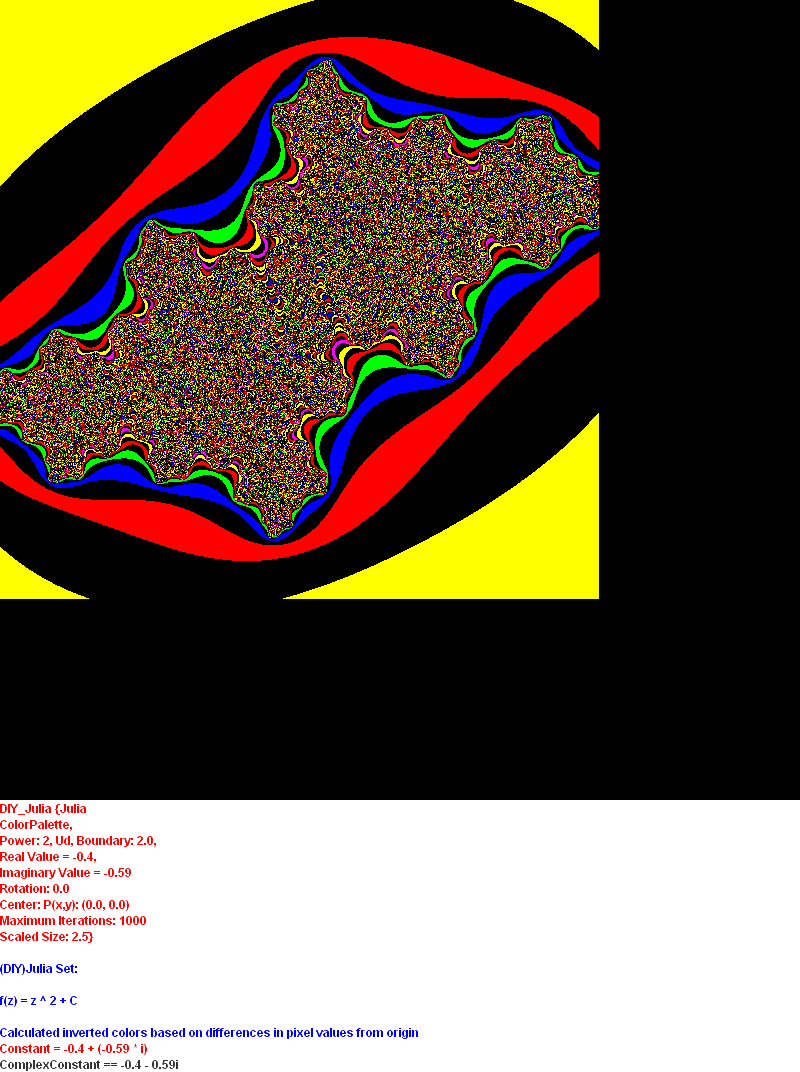 DIY_Julia {Julia
ColorPalette,
Power: 2, Ud, Boundary: 2.0,
Real Value = -0.4,
Imaginary Value = -0.59
Rotation: 0.0
Center: P(x,y): (0.0, 0.0)
Maximum Iterations: 1000
Scaled Size: 2.5}
(DIY)Julia Set:
f(z) = z ^ 2 + C
Calculated inverted colors based on differences in pixel values from origin
Constant = -0.4 + (-0.59 * i)
ComplexConstant == -0.4 - 0.59i